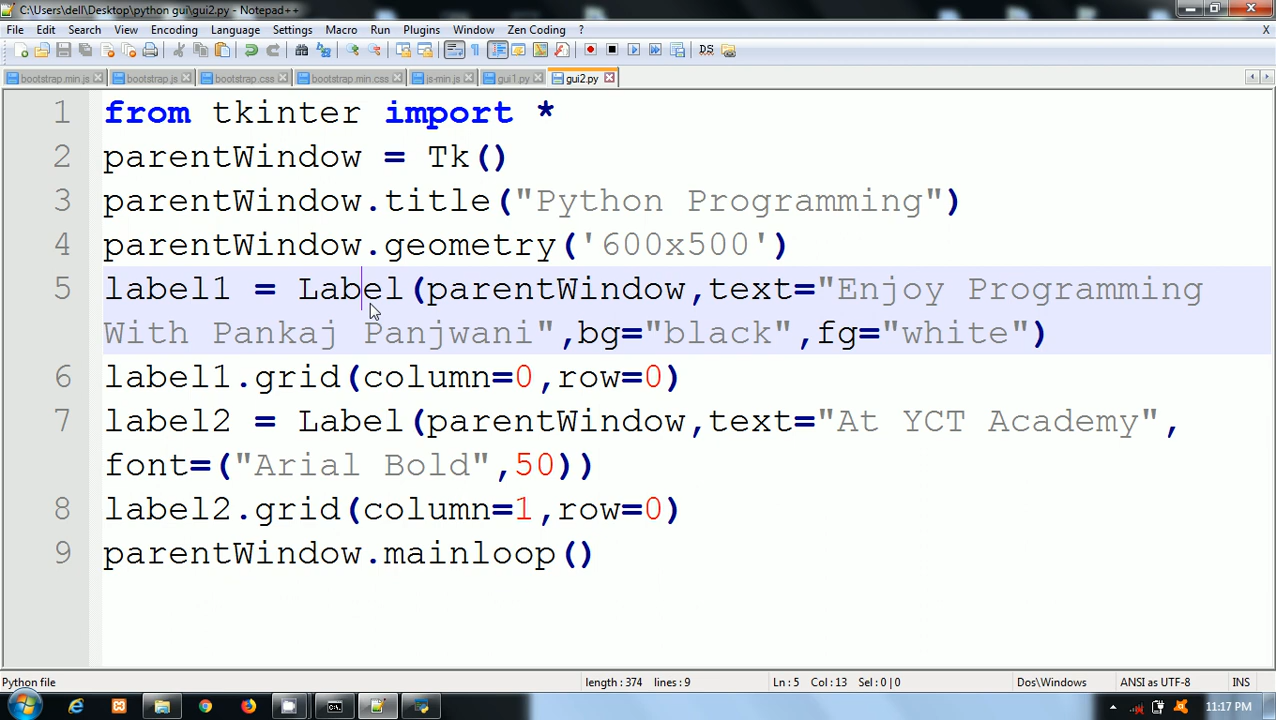 C:\Users\dell\Desktop\python gui\gui2.py - Notepad++
File Edit Search View Encoding Language Settings Macro Run Plugins Window Zen Coding ? X
bootstrap.min.js bootstrap.js bootstrap.css bootstrap.min.css js-min.js gui1.py gui2.py
1 from tkinter import *
2 parentWindow = Tk()
3 parentWindow.title("Python Programming")
4 parentWindow.geometry('600x500')
5 label1 = Label(parentWindow,text="Enjoy Programming
With Pankaj Panjwani",bg="black",fg="white")
6 label1.grid(column=0,row=0)
7 label2 = Label(parentWindow,text="At YCT Academy",
font=("Arial Bold",50))
8 label2.grid(column=1,row=0)
9 parentWindow.mainloop()
Python file length : 374 lines : 9 Ln : 5 Col : 13 Sel : 0 | 0 Dos\Windows ANSI as UTF-8 INS
11:17 PM